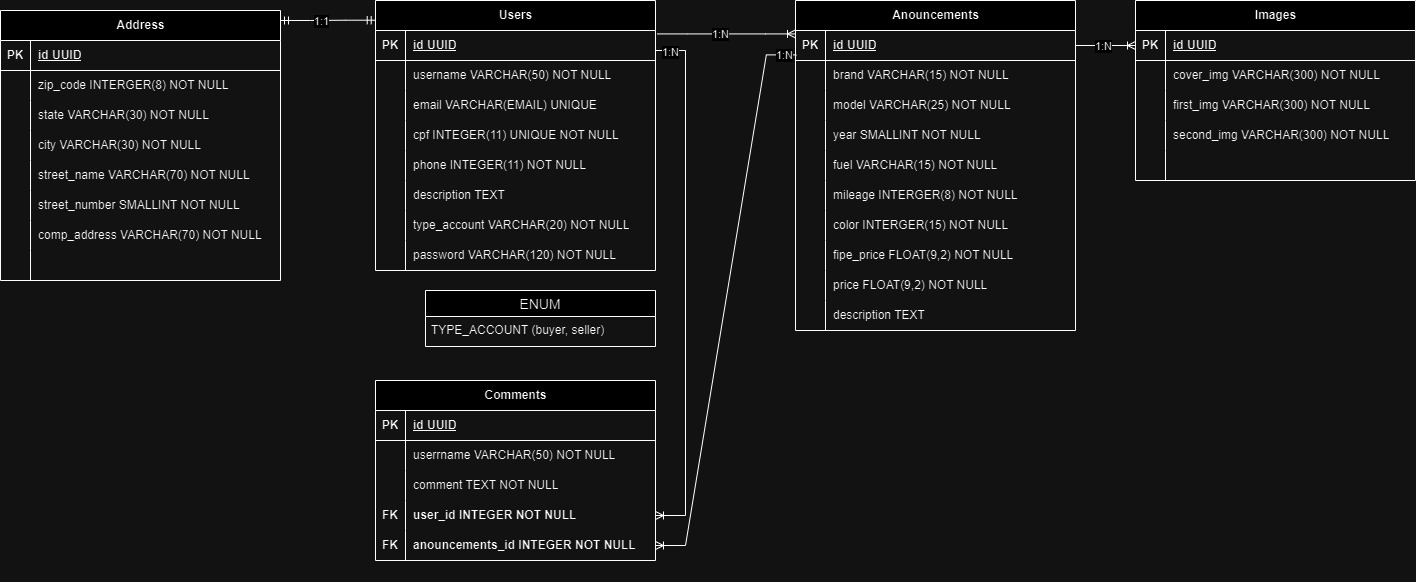 Address
PK id UUID
zip_code INTERGER(8) NOT NULL
state VARCHAR(30) NOT NULL
city VARCHAR(30) NOT NULL
street_name VARCHAR(70) NOT NULL
street_number SMALLINT NOT NULL
comp_address VARCHAR(70) NOT NULL
1:1
Users
PK id UUID
username VARCHAR(50) NOT NULL
email VARCHAR(EMAIL) UNIQUE
cpf INTEGER(11) UNIQUE NOT NULL
phone INTEGER(11) NOT NULL
description TEXT
type_account VARCHAR(20) NOT NULL
password VARCHAR(120) NOT NULL
1:N
1:N
1:N
Anouncements
PK id UUID
brand VARCHAR(15) NOT NULL
model VARCHAR(25) NOT NULL
year SMALLINT NOT NULL
fuel VARCHAR(15) NOT NULL
mileage INTERGER(8) NOT NULL
color INTERGER(15) NOT NULL
fipe_price FLOAT(9,2) NOT NULL
price FLOAT(9,2) NOT NULL
description TEXT
1:N
Images
PK id UUID
cover_img VARCHAR(300) NOT NULL
first_img VARCHAR(300) NOT NULL
second_img VARCHAR(300) NOT NULL
ENUM
TYPE_ACCOUNT (buyer, seller)
Comments
PK id UUID
userrname VARCHAR(50) NOT NULL
comment TEXT NOT NULL
FK user_id INTEGER NOT NULL
FK anouncements_id INTEGER NOT NULL